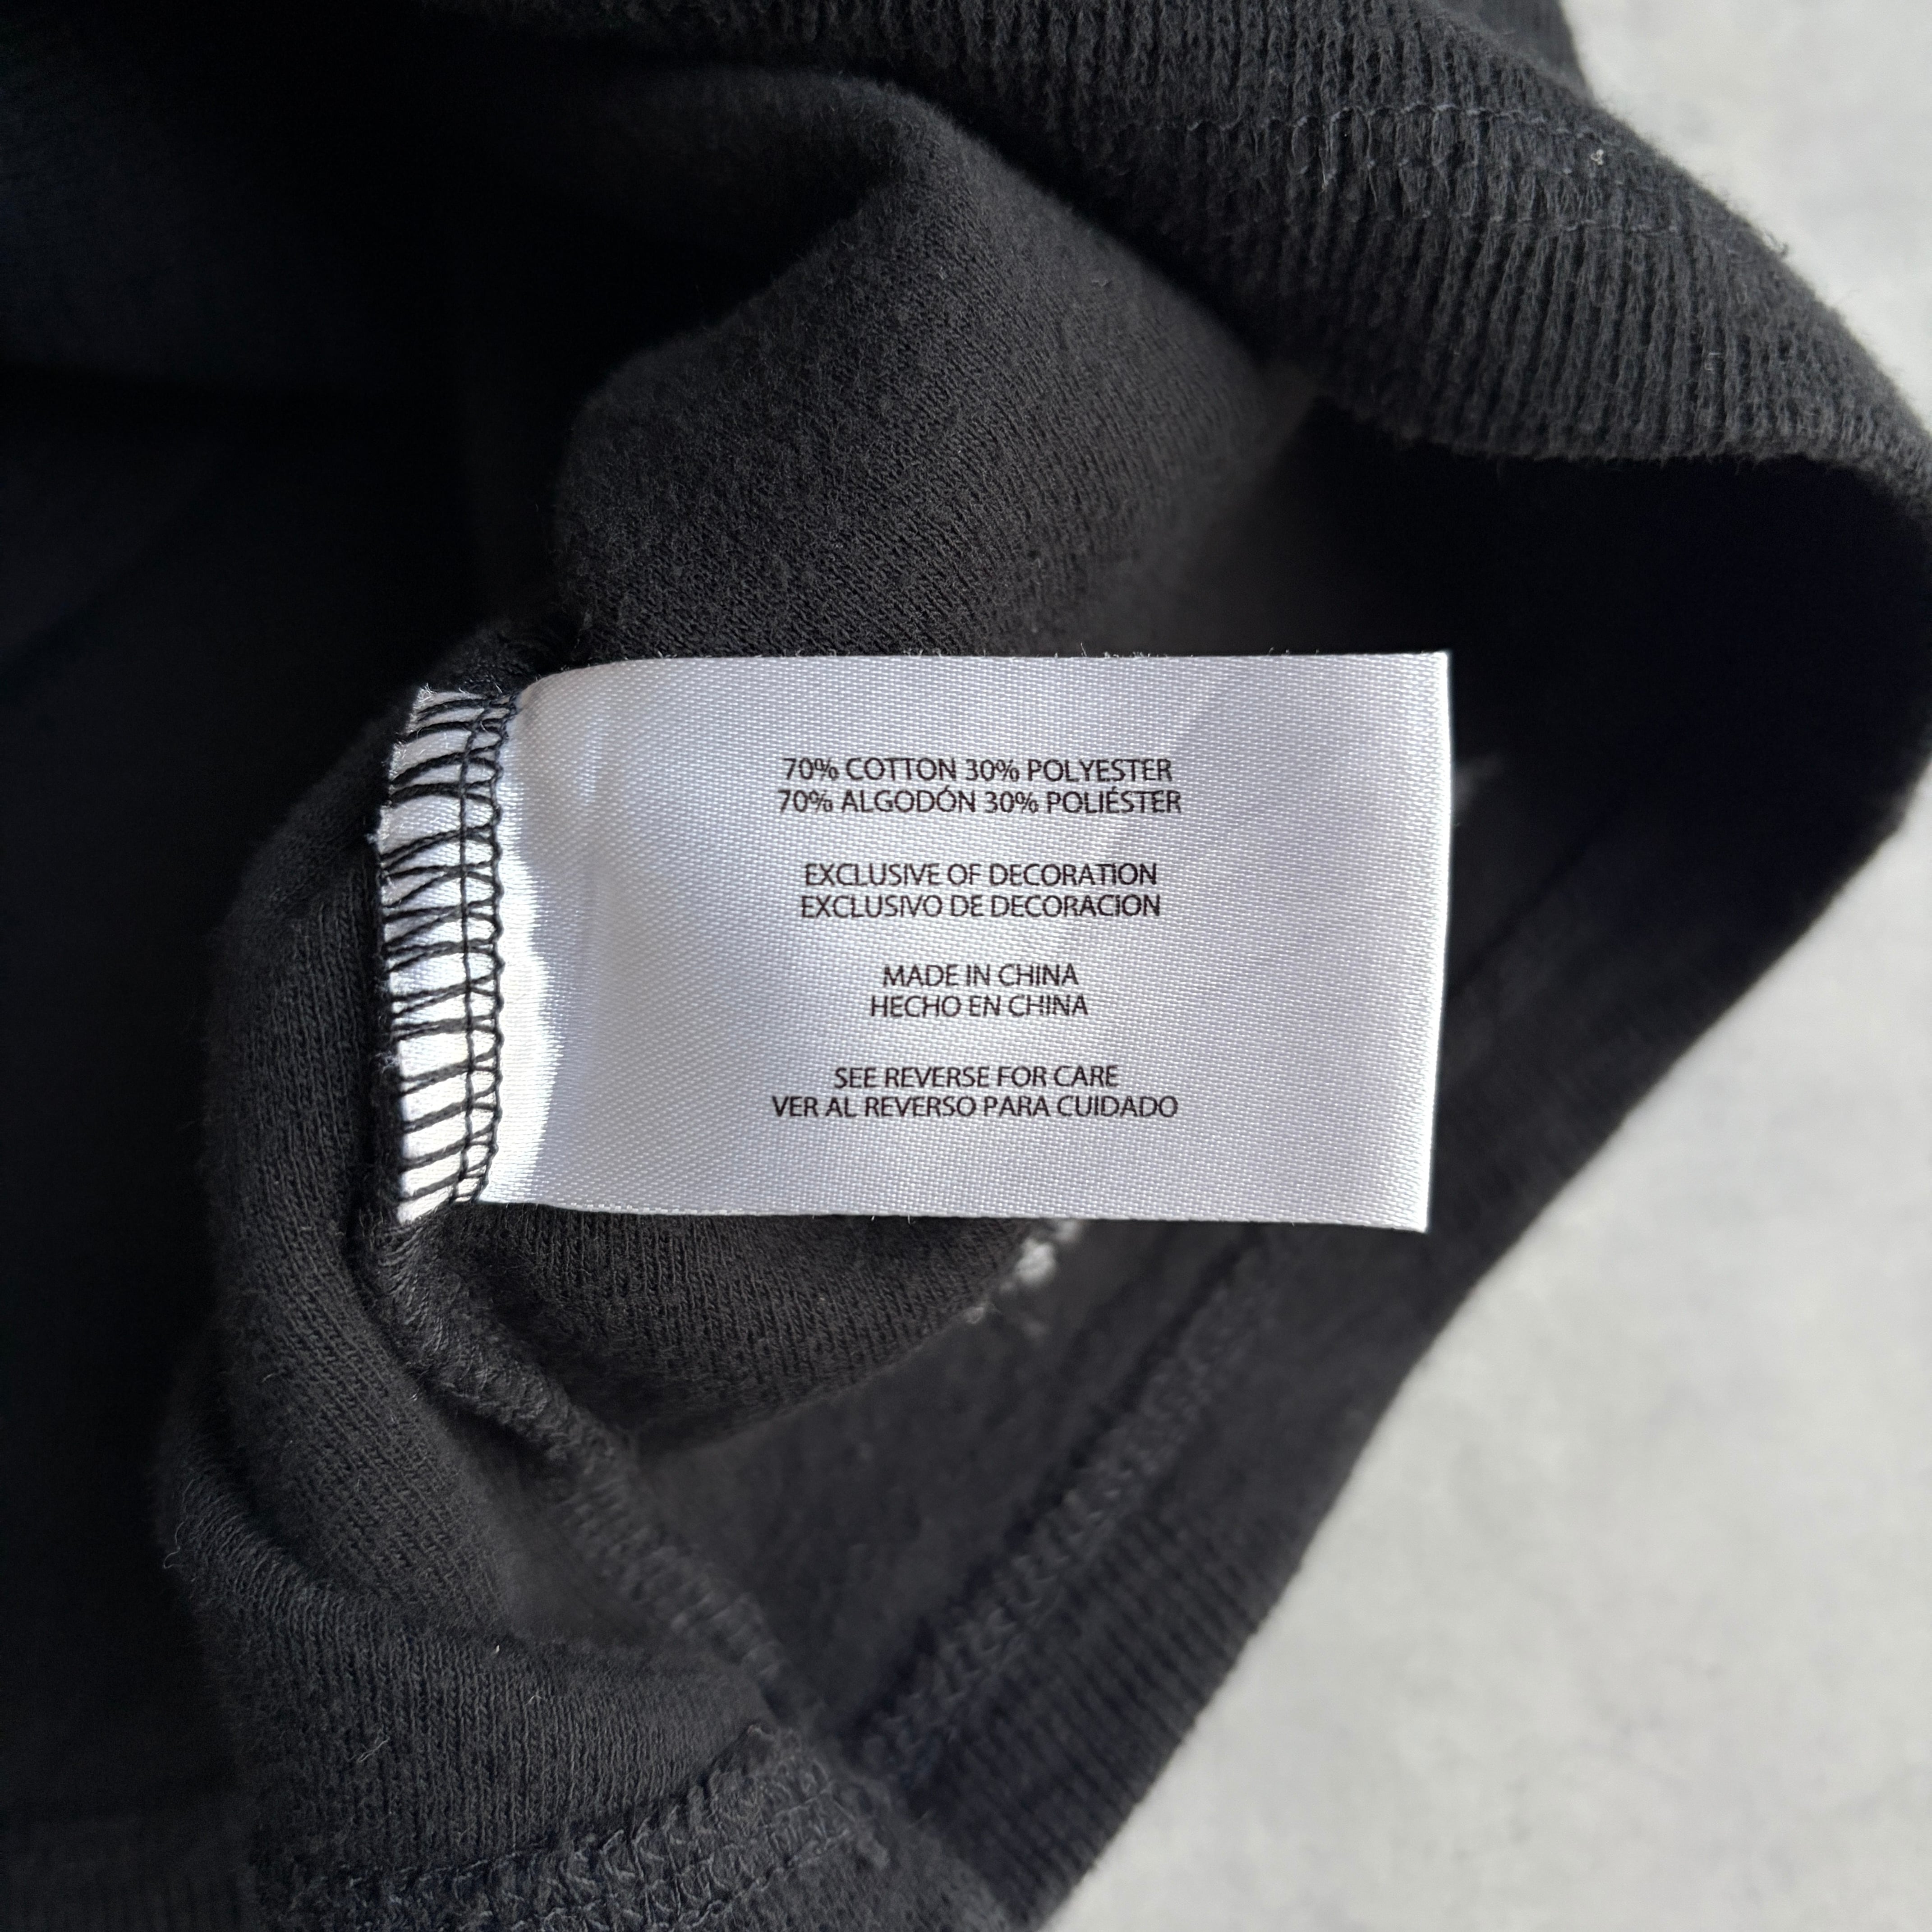 70% COTTON 30% POLYESTER
70% ALGODÓN 30% POLIÉSTER
EXCLUSIVE OF DECORATION
EXCLUSIVO DE DECORACION
MADE IN CHINA
HECHO EN CHINA
SEE REVERSE FOR CARE
VER AL REVERSO PARA CUIDADO